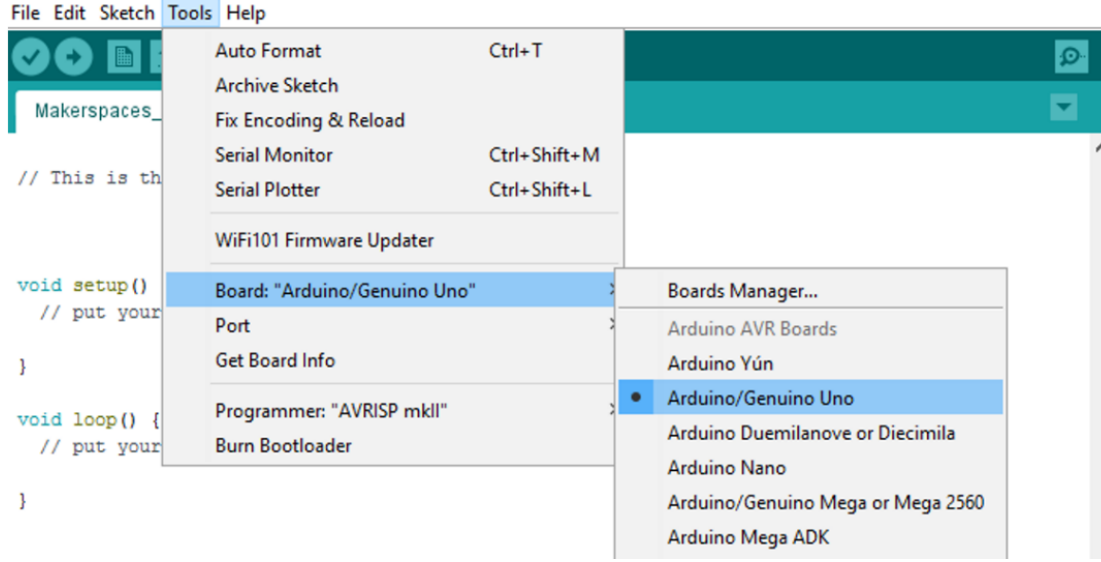 File Edit Sketch Tools Help
Makerspaces_
// This is th
void setup()
// put your
}
void loop() {
// put your
}
Auto Format Ctrl+T
Archive Sketch
Fix Encoding & Reload
Serial Monitor Ctrl+Shift+M
Serial Plotter Ctrl+Shift+L
WiFi101 Firmware Updater
Board: "Arduino/Genuino Uno"
Port
Get Board Info
Programmer: "AVRISP mkII"
Burn Bootloader
Boards Manager...
Arduino AVR Boards
Arduino Yún
Arduino/Genuino Uno
Arduino Duemilanove or Diecimila
Arduino Nano
Arduino/Genuino Mega or Mega 2560
Arduino Mega ADK